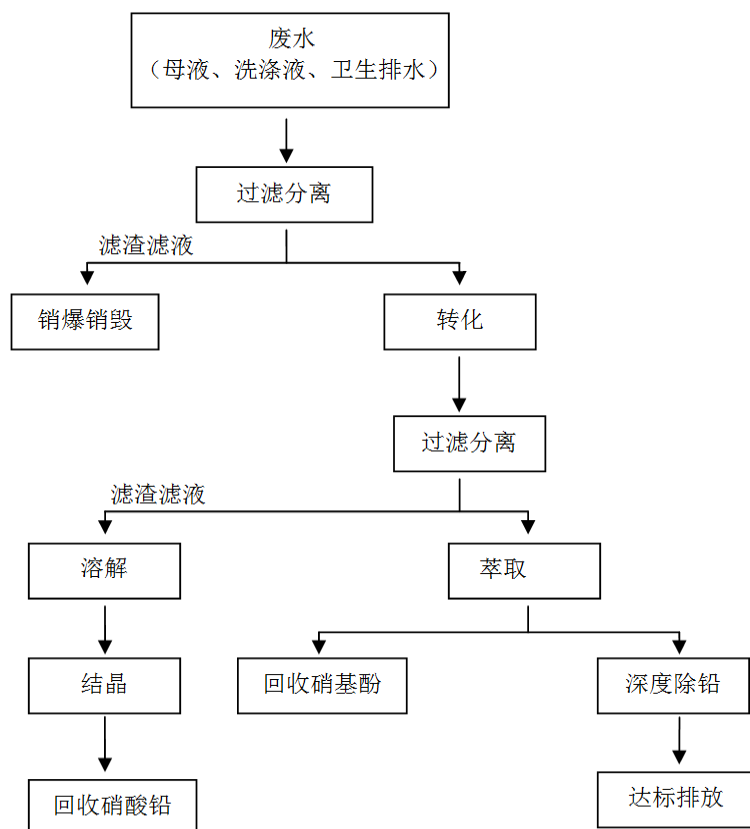 废水
（母液、洗涤液、卫生排水）
过滤分离
滤渣滤液
销爆销毁
转化
过滤分离
滤渣滤液
溶解
萃取
结晶
回收硝基酚
深度除铅
回收硝酸铅
达标排放